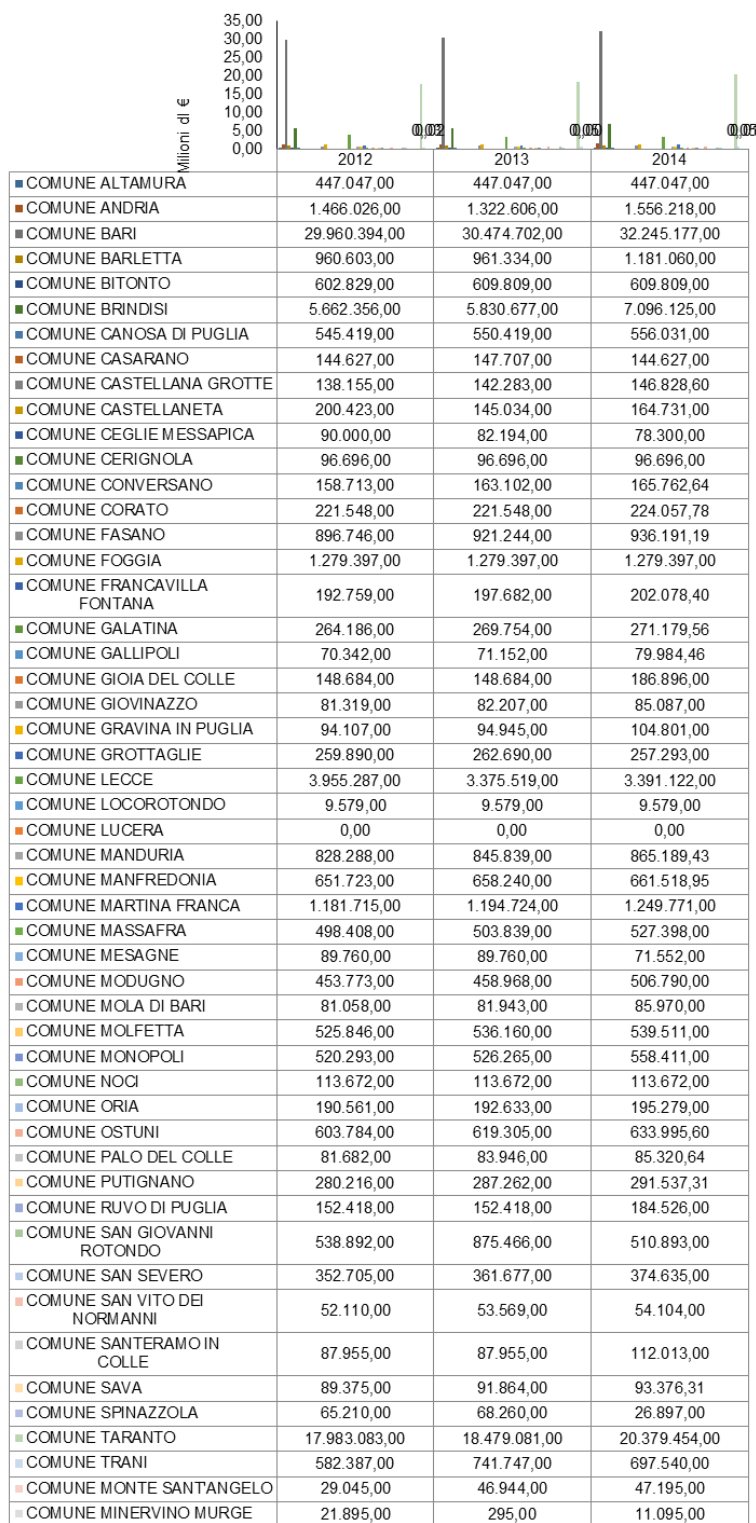 35,00
30,00
25,00
20,00
15,00
10,00
5,00
0,00
Milioni di €
0,03 0,02
0,05 0,00
0,05 0,01
2012 2013 2014
COMUNE ALTAMURA 447.047,00 447.047,00 447.047,00
COMUNE ANDRIA 1.466.026,00 1.322.606,00 1.556.218,00
COMUNE BARI 29.960.394,00 30.474.702,00 32.245.177,00
COMUNE BARLETTA 960.603,00 961.334,00 1.181.060,00
COMUNE BITONTO 602.829,00 609.809,00 609.809,00
COMUNE BRINDISI 5.662.356,00 5.830.677,00 7.096.125,00
COMUNE CANOSA DI PUGLIA 545.419,00 550.419,00 556.031,00
COMUNE CASARANO 144.627,00 147.707,00 144.627,00
COMUNE CASTELLANA GROTTE 138.155,00 142.283,00 146.828,60
COMUNE CASTELLANETA 200.423,00 145.034,00 164.731,00
COMUNE CEGLIE MESSAPICA 90.000,00 82.194,00 78.300,00
COMUNE CERIGNOLA 96.696,00 96.696,00 96.696,00
COMUNE CONVERSANO 158.713,00 163.102,00 165.762,64
COMUNE CORATO 221.548,00 221.548,00 224.057,78
COMUNE FASANO 896.746,00 921.244,00 936.191,19
COMUNE FOGGIA 1.279.397,00 1.279.397,00 1.279.397,00
COMUNE FRANCAVILLA
FONTANA 192.759,00 197.682,00 202.078,40
COMUNE GALATINA 264.186,00 269.754,00 271.179,56
COMUNE GALLIPOLI 70.342,00 71.152,00 79.984,46
COMUNE GIOIA DEL COLLE 148.684,00 148.684,00 186.896,00
COMUNE GIOVINAZZO 81.319,00 82.207,00 85.087,00
COMUNE GRAVINA IN PUGLIA 94.107,00 94.945,00 104.801,00
COMUNE GROTTAGLIE 259.890,00 262.690,00 257.293,00
COMUNE LECCE 3.955.287,00 3.375.519,00 3.391.122,00
COMUNE LOCOROTONDO 9.579,00 9.579,00 9.579,00
COMUNE LUCERA 0,00 0,00 0,00
COMUNE MANDURIA 828.288,00 845.839,00 865.189,43
COMUNE MANFREDONIA 651.723,00 658.240,00 661.518,95
COMUNE MARTINA FRANCA 1.181.715,00 1.194.724,00 1.249.771,00
COMUNE MASSAFRA 498.408,00 503.839,00 527.398,00
COMUNE MESAGNE 89.760,00 89.760,00 71.552,00
COMUNE MODUGNO 453.773,00 458.968,00 506.790,00
COMUNE MOLA DI BARI 81.058,00 81.943,00 85.970,00
COMUNE MOLFETTA 525.846,00 536.160,00 539.511,00
COMUNE MONOPOLI 520.293,00 526.265,00 558.411,00
COMUNE NOCI 113.672,00 113.672,00 113.672,00
COMUNE ORIA 190.561,00 192.633,00 195.279,00
COMUNE OSTUNI 603.784,00 619.305,00 633.995,60
COMUNE PALO DEL COLLE 81.682,00 83.946,00 85.320,64
COMUNE PUTIGNANO 280.216,00 287.262,00 291.537,31
COMUNE RUVO DI PUGLIA 152.418,00 152.418,00 184.526,00
COMUNE SAN GIOVANNI
ROTONDO 538.892,00 875.466,00 510.893,00
COMUNE SAN SEVERO 352.705,00 361.677,00 374.635,00
COMUNE SAN VITO DEI
NORMANNI 52.110,00 53.569,00 54.104,00
COMUNE SANTERAMO IN
COLLE 87.955,00 87.955,00 112.013,00
COMUNE SAVA 89.375,00 91.864,00 93.376,31
COMUNE SPINAZZOLA 65.210,00 68.260,00 26.897,00
COMUNE TARANTO 17.983.083,00 18.479.081,00 20.379.454,00
COMUNE TRANI 582.387,00 741.747,00 697.540,00
COMUNE MONTE SANT'ANGELO 29.045,00 46.944,00 47.195,00
COMUNE MINERVINO MURGE 21.895,00 295,00 11.095,00